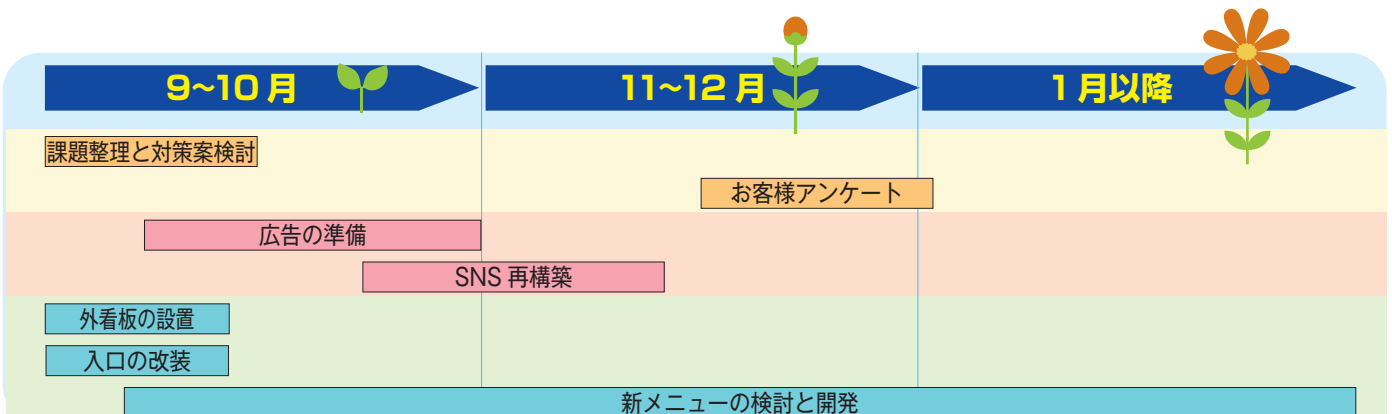 9~10月
11~12月
1月以降
課題整理と対策案検討
お客様アンケート
広告の準備
SNS 再構築
外看板の設置
入口の改装
新メニューの検討と開発